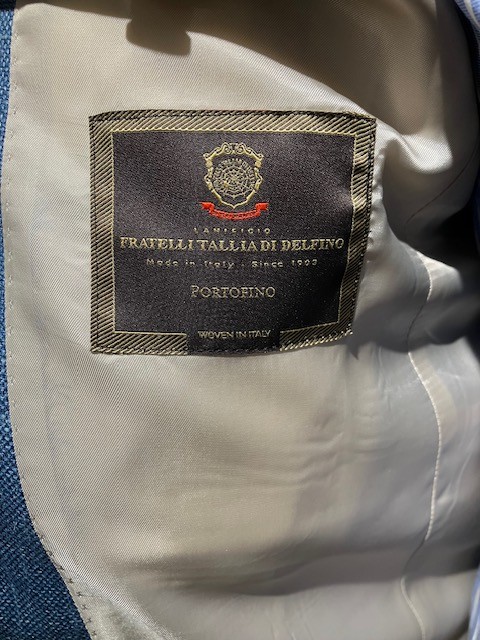 LANIFICIO
FRATELLI TALLIA DI DELFINO
Made in Italy . Since 1903
PORTOFINO
WOVEN IN ITALY